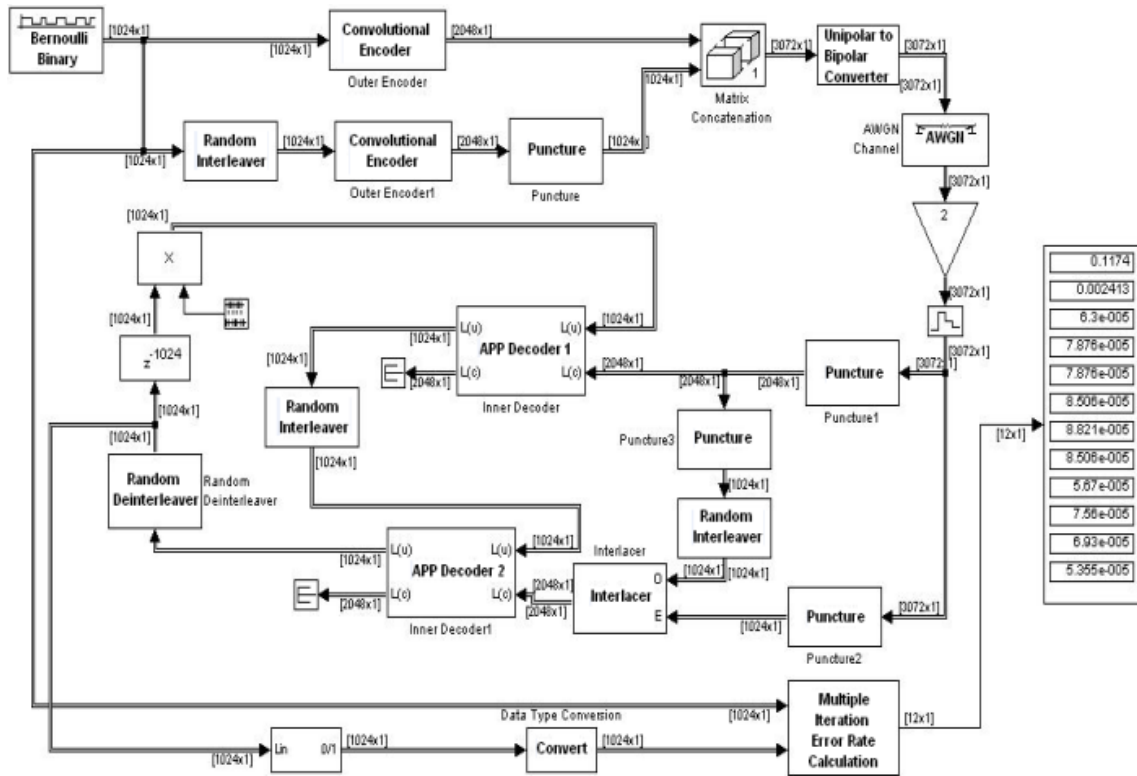 Bernoulli
Binary
[1024x1]
[1024x1]
Convolutional
Encoder
Outer Encoder
[2048x1]
1
Matrix
Concatenation
[3072x1]
Unipolar to
Bipolar
Converter
[3072x1]
[3072x1]
[1024x1]
Random
Interleaver
[1024x1]
Convolutional
Encoder
Outer Encoder1
[2048x1]
Puncture
Puncture
1024x1]
[1024x1]
AWGN
Channel
AWGN
[3072x1]
2
[3072x1]
[3072x1]
[3072x1]
[1024x1]
X
[1024x1]
z
-1024
[1024x1]
[1024x1]
Random
Deinterleaver
Random
Deinterleaver
[1024x1]
Random
Interleaver
[1024x1]
[1024x1]
L(u)
L(u)
APP Decoder 1
L(c)
L(c)
Inner Decoder
[2048x1]
[1024x1]
[2048x1]
[2048x1]
[2048x1]
Puncture
Puncture1
Puncture3
Puncture
[1024x1]
Random
Interleaver
[1024x1]
[1024x1]
L(u)
L(u)
APP Decoder 2
L(c)
L(c)
Inner Decoder1
[1024x1]
[2048x1]
[1024x1]
[2048x1]
[2048x1]
Interlacer
O
Interlacer
E
[1024x1]
Puncture
Puncture2
[3072x1]
0.1174
0.002413
6.3e-005
7.876e-005
7.876e-005
8.506e-005
8.821e-005
8.506e-005
5.67e-005
7.56e-005
6.93e-005
5.355e-005
[12x1]
[1024x1]
Lin
0/1
[1024x1]
Data Type Conversion
Convert
[1024x1]
[1024x1]
Multiple
Iteration
Error Rate
Calculation
[12x1]